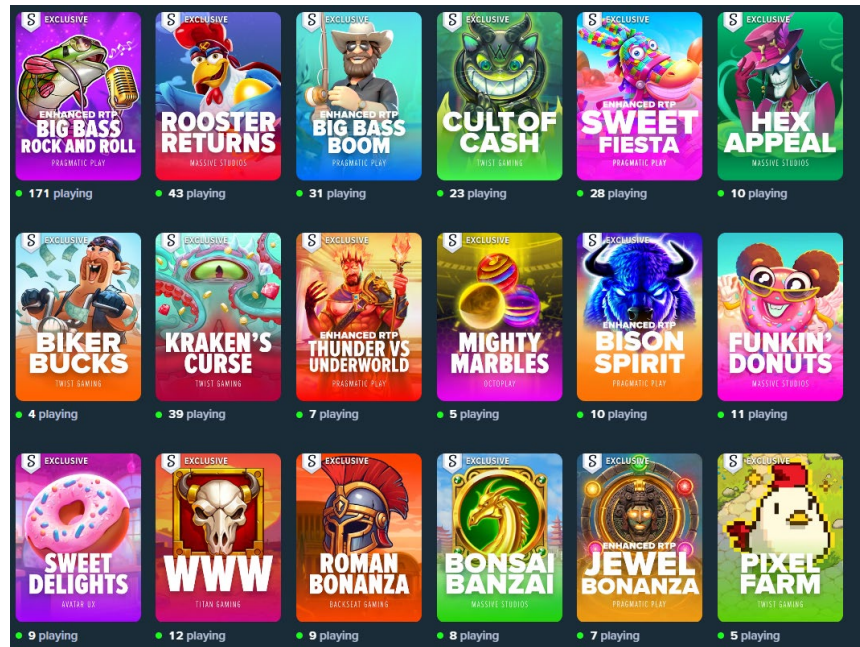 S EXCLUSIVE
ENHANCED RTP
BIG BASS
ROCK AND ROLL
PRAGMATIC PLAY
171 playing
S EXCLUSIVE
ROOSTER
RETURNS
MASSIVE STUDIOS
43 playing
S EXCLUSIVE
ENHANCED RTP
BIG BASS
BOOM
PRAGMATIC PLAY
31 playing
S EXCLUSIVE
CULT OF
CASH
TWIST GAMING
23 playing
S EXCLUSIVE
ENHANCED RTP
SWEET
FIESTA
PRAGMATIC PLAY
28 playing
S EXCLUSIVE
HEX
APPEAL
MASSIVE STUDIOS
10 playing
S EXCLUSIVE
BIKER
BUCKS
TWIST GAMING
4 playing
S EXCLUSIVE
KRAKEN'S
CURSE
TWIST GAMING
39 playing
S EXCLUSIVE
ENHANCED RTP
THUNDER VS
UNDERWORLD
PRAGMATIC PLAY
7 playing
S EXCLUSIVE
MIGHTY
MARBLES
OCTOPLAY
5 playing
S EXCLUSIVE
ENHANCED RTP
BISON
SPIRIT
PRAGMATIC PLAY
10 playing
FUNKIN'
DONUTS
MASSIVE STUDIOS
11 playing
S EXCLUSIVE
SWEET
DELIGHTS
AVATAR UX
9 playing
S EXCLUSIVE
WWW
TITAN GAMING
12 playing
S EXCLUSIVE
ROMAN
BONANZA
BACKSEAT GAMING
9 playing
S EXCLUSIVE
BONSAI
BANZAI
MASSIVE STUDIOS
8 playing
S EXCLUSIVE
ENHANCED RTP
JEWEL
BONANZA
PRAGMATIC PLAY
7 playing
S EXCLUSIVE
PIXEL
FARM
TWIST GAMING
5 playing